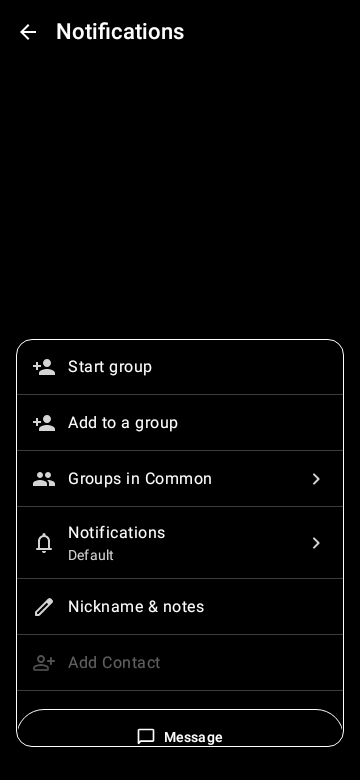 Notifications
Start group
Add to a group
Groups in Common
Notifications
Default
Nickname & notes
Add Contact
Message